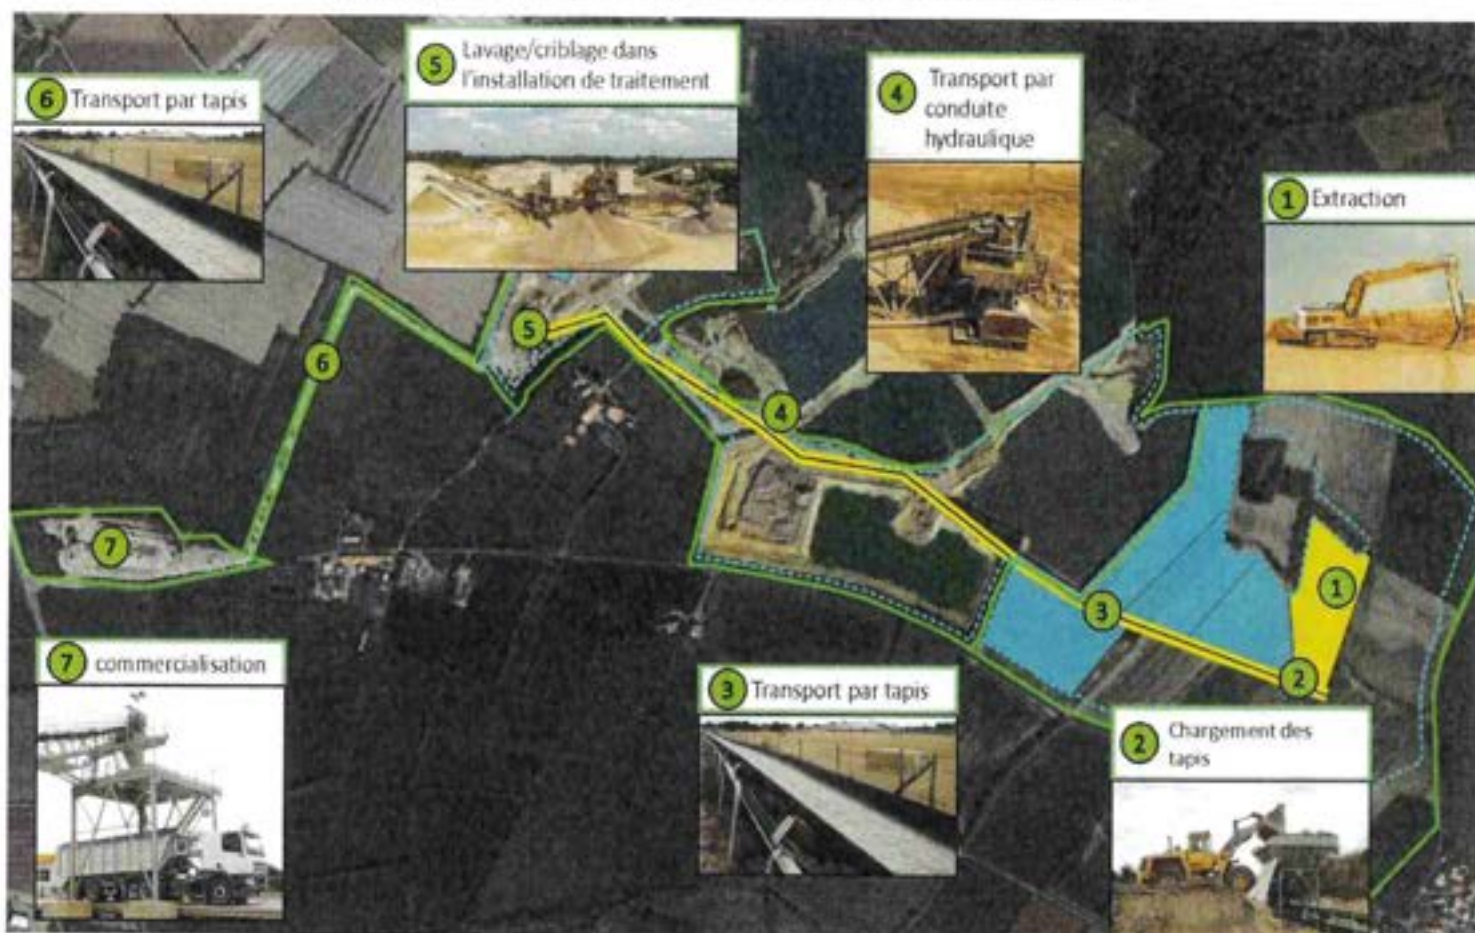 6 Transport par tapis
5 Lavage/criblage dans
l'installation de traitement
4 Transport par
conduite
hydraulique
1 Extraction
5
6
4
7
1
3
2
7 commercialisation
3 Transport par tapis
2 Chargement des
tapis